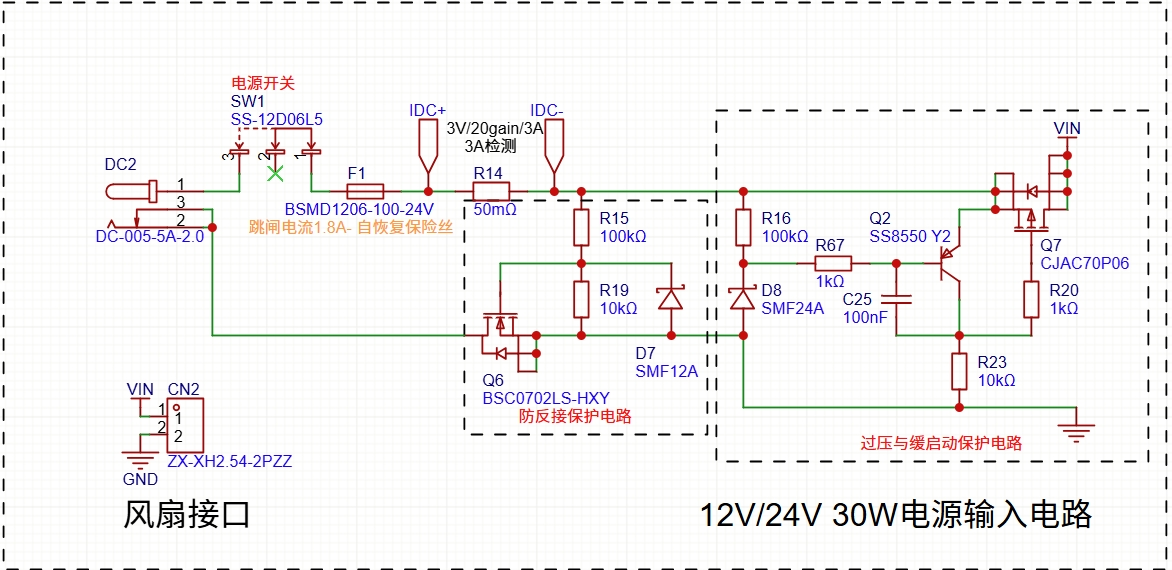 电源开关
SW1
SS-12D06L5
3
2
1
DC2
1
3
2
DC-005-5A-2.0
F1
BSMD1206-100-24V
跳闸电流1.8A- 自恢复保险丝
IDC+
IDC-
3V/20gain/3A
3A检测
R14
50mΩ
R15
100kΩ
R19
10kΩ
D7
SMF12A
Q6
BSC0702LS-HXY
防反接保护电路
VIN
R16
100kΩ
Q2
SS8550 Y2
R67
1kΩ
Q7
CJAC70P06
D8
SMF24A
C25
100nF
R20
1kΩ
R23
10kΩ
过压与缓启动保护电路
VIN
CN2
1
1
2
2
ZX-XH2.54-2PZZ
GND
风扇接口
12V/24V 30W电源输入电路